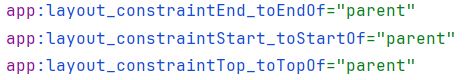 app:layout_constraintEnd_toEndOf="parent"
app:layout_constraintStart_toStartOf="parent"
app:layout_constraintTop_toTopOf="parent"